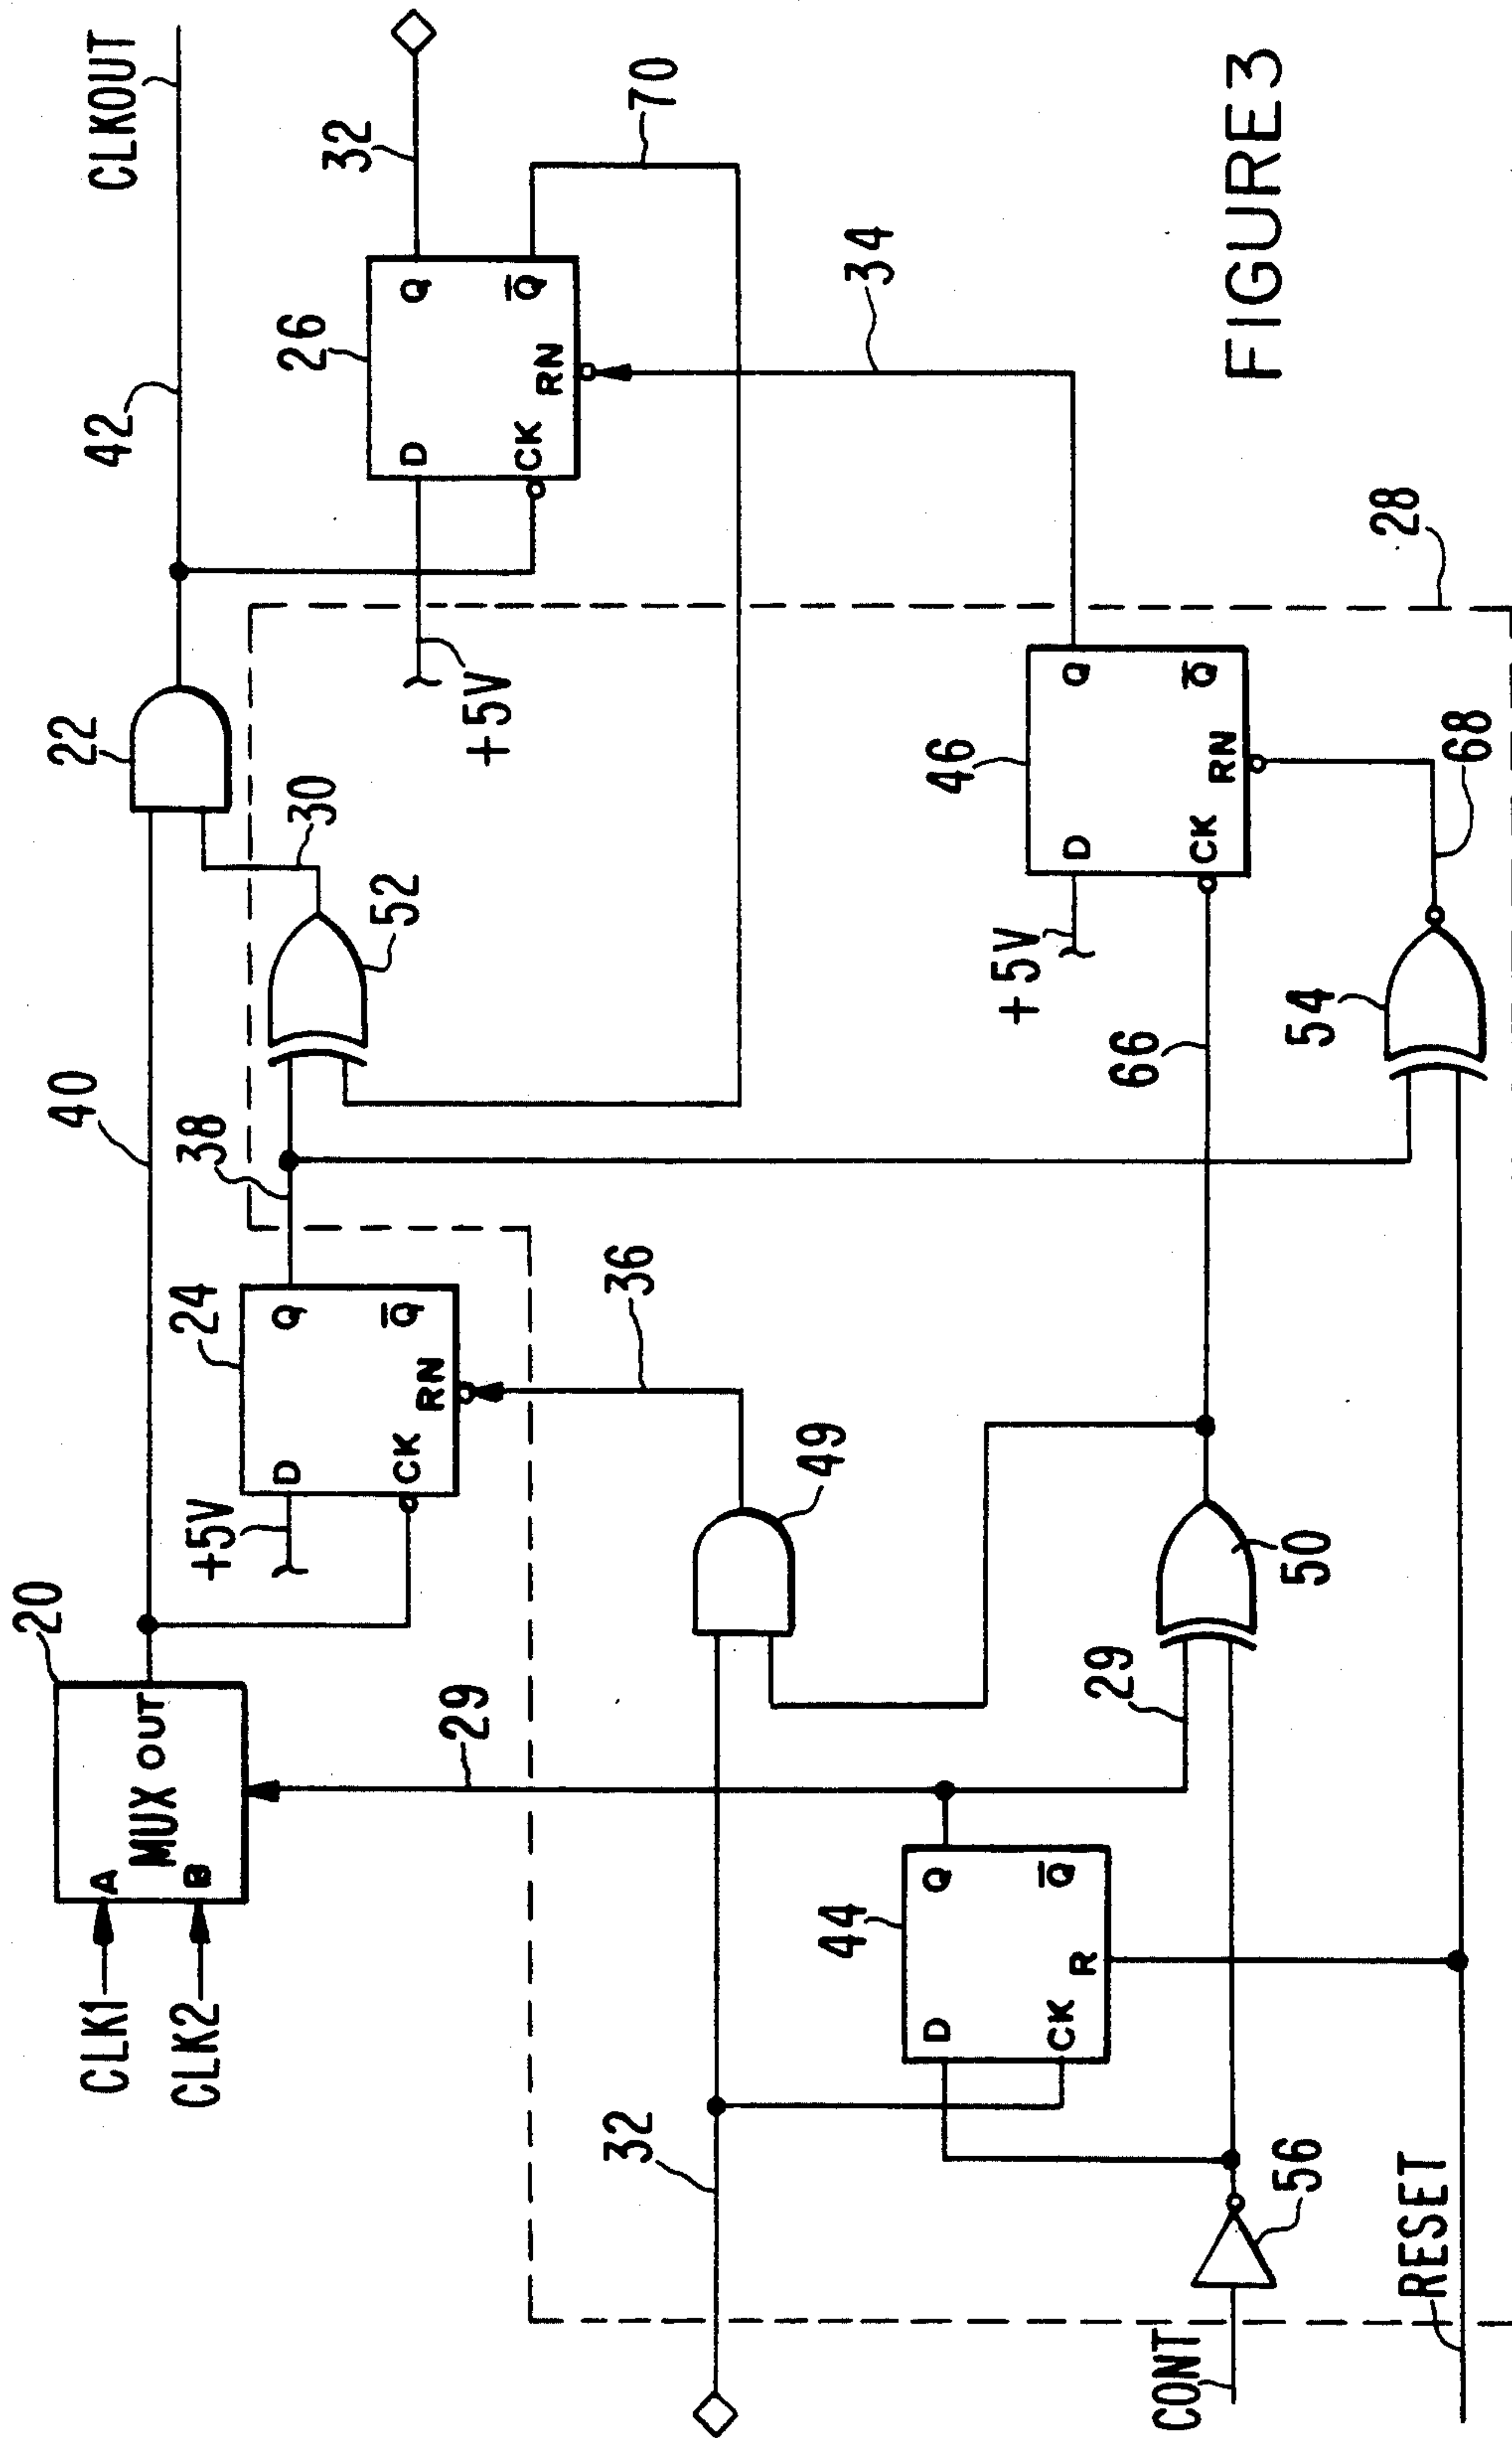 20
40
22
42
CLKOUT
CLK1
CLK2
A
B
MUX
OUT
+5V
D
CK
RN
Q
Q̅
24
38
30
52
+5V
26
D
CK
RN
Q
Q̅
32
70
29
36
34
32
44
D
CK
R
Q
Q̅
49
29
50
66
+5V
46
D
CK
RN
Q
Q̅
CONT
56
RESET
54
68
28
FIGURE 3